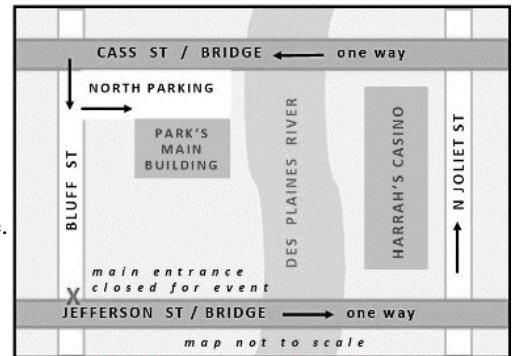 CASS ST / BRIDGE one way
NORTH PARKING
PARK'S
MAIN
BUILDING
BLUFF ST
DES PLAINES RIVER
HARRAH'S CASINO
N JOLIET ST
main entrance
closed for event
X
JEFFERSON ST / BRIDGE one way
map not to scale